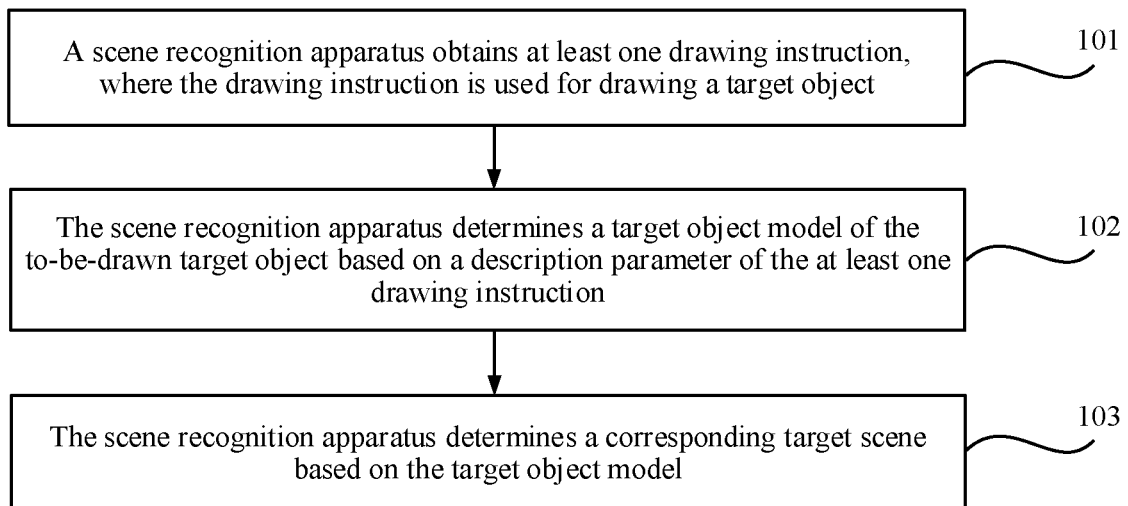 A scene recognition apparatus obtains at least one drawing instruction,
where the drawing instruction is used for drawing a target object
101
The scene recognition apparatus determines a target object model of the
to-be-drawn target object based on a description parameter of the at least one
drawing instruction
102
The scene recognition apparatus determines a corresponding target scene
based on the target object model
103